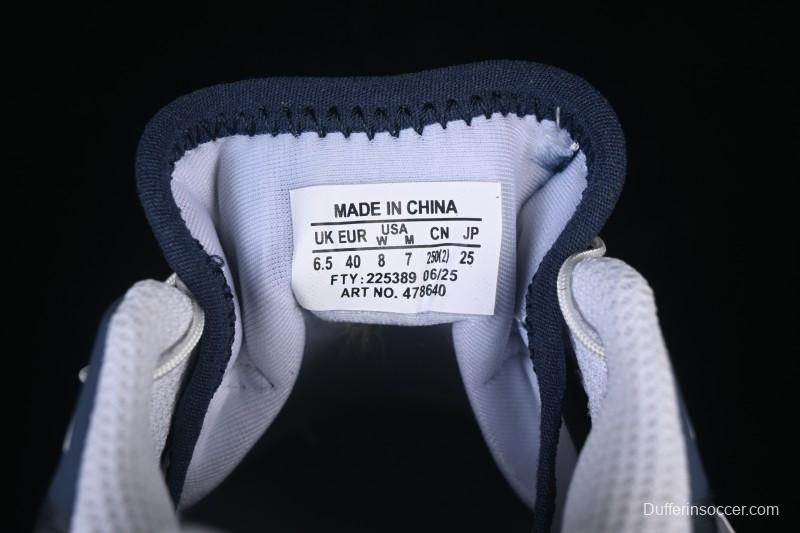 MADE IN CHINA
UK EUR USA W M CN JP
6.5 40 8 7 250(2) 25
FTY: 225389 06/25
ART NO. 478640
Dufferinsoccer.com